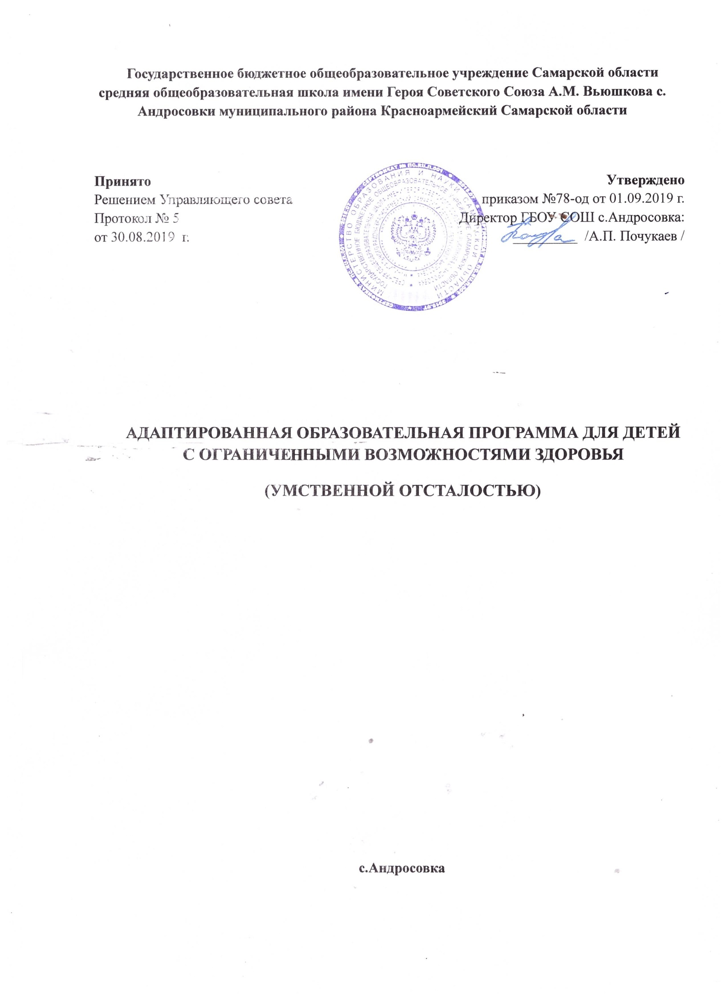 Государственное бюджетное общеобразовательное учреждение Самарской области
средняя общеобразовательная школа имени Героя Советского Союза А.М. Вьюшкова с.
Андросовки муниципального района Красноармейский Самарской области
Принято
Решением Управляющего совета
Протокол № 5
от 30.08.2019 г.
Утверждено
приказом №78-од от 01.09.2019 г.
Директор ГБОУ СОШ с.Андросовка:
/А.П. Почукаев /
МИНИСТЕРСТВО ОБРАЗОВАНИЯ И НАУКИ САМАРСКОЙ ОБЛАСТИ
ГОСУДАРСТВЕННОЕ БЮДЖЕТНОЕ ОБЩЕОБРАЗОВАТЕЛЬНОЕ УЧРЕЖДЕНИЕ САМАРСКОЙ ОБЛАСТИ
АДАПТИРОВАННАЯ ОБРАЗОВАТЕЛЬНАЯ ПРОГРАММА ДЛЯ ДЕТЕЙ
С ОГРАНИЧЕННЫМИ ВОЗМОЖНОСТЯМИ ЗДОРОВЬЯ
(УМСТВЕННОЙ ОТСТАЛОСТЬЮ)
с.Андросовка